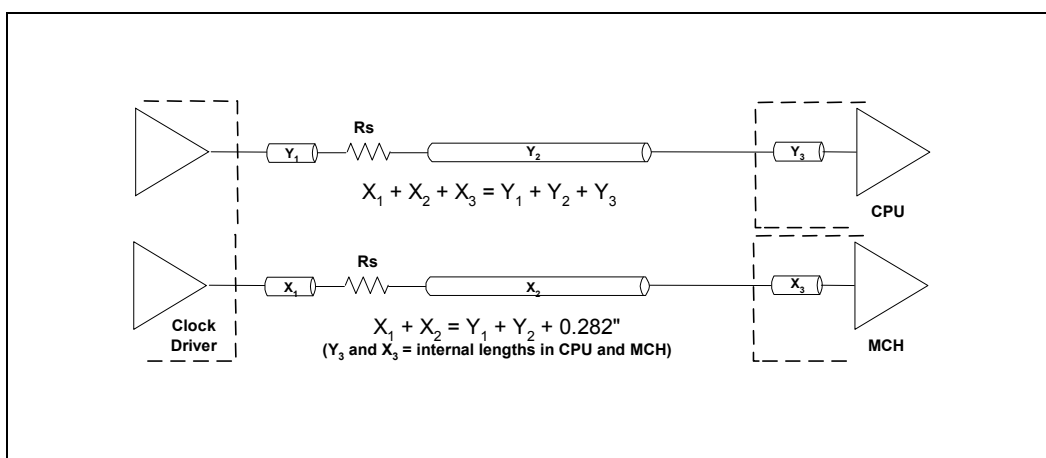 Rs
Y1 Y2 Y3
X1 + X2 + X3 = Y1 + Y2 + Y3
CPU
Rs
X1 X2 X3
Clock
Driver
X1 + X2 = Y1 + Y2 + 0.282"
(Y3 and X3 = internal lengths in CPU and MCH)
MCH